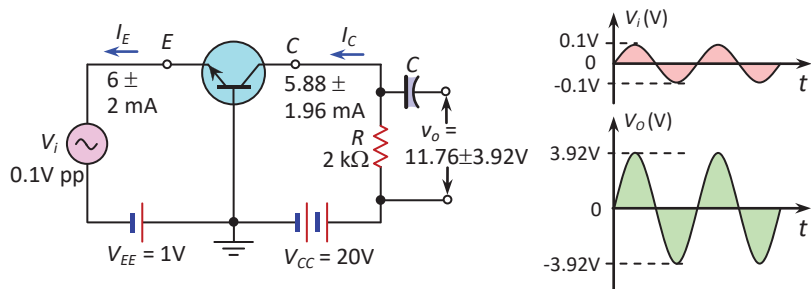 I_E E C I_C
6 ±
2 mA
5.88 ±
1.96 mA
C
V_i
0.1V pp
R
2 kΩ
v_o =
11.76±3.92V
V_EE = 1V
V_CC = 20V
V_i (V)
0.1V
0
-0.1V
t
V_O (V)
3.92V
0
-3.92V
t